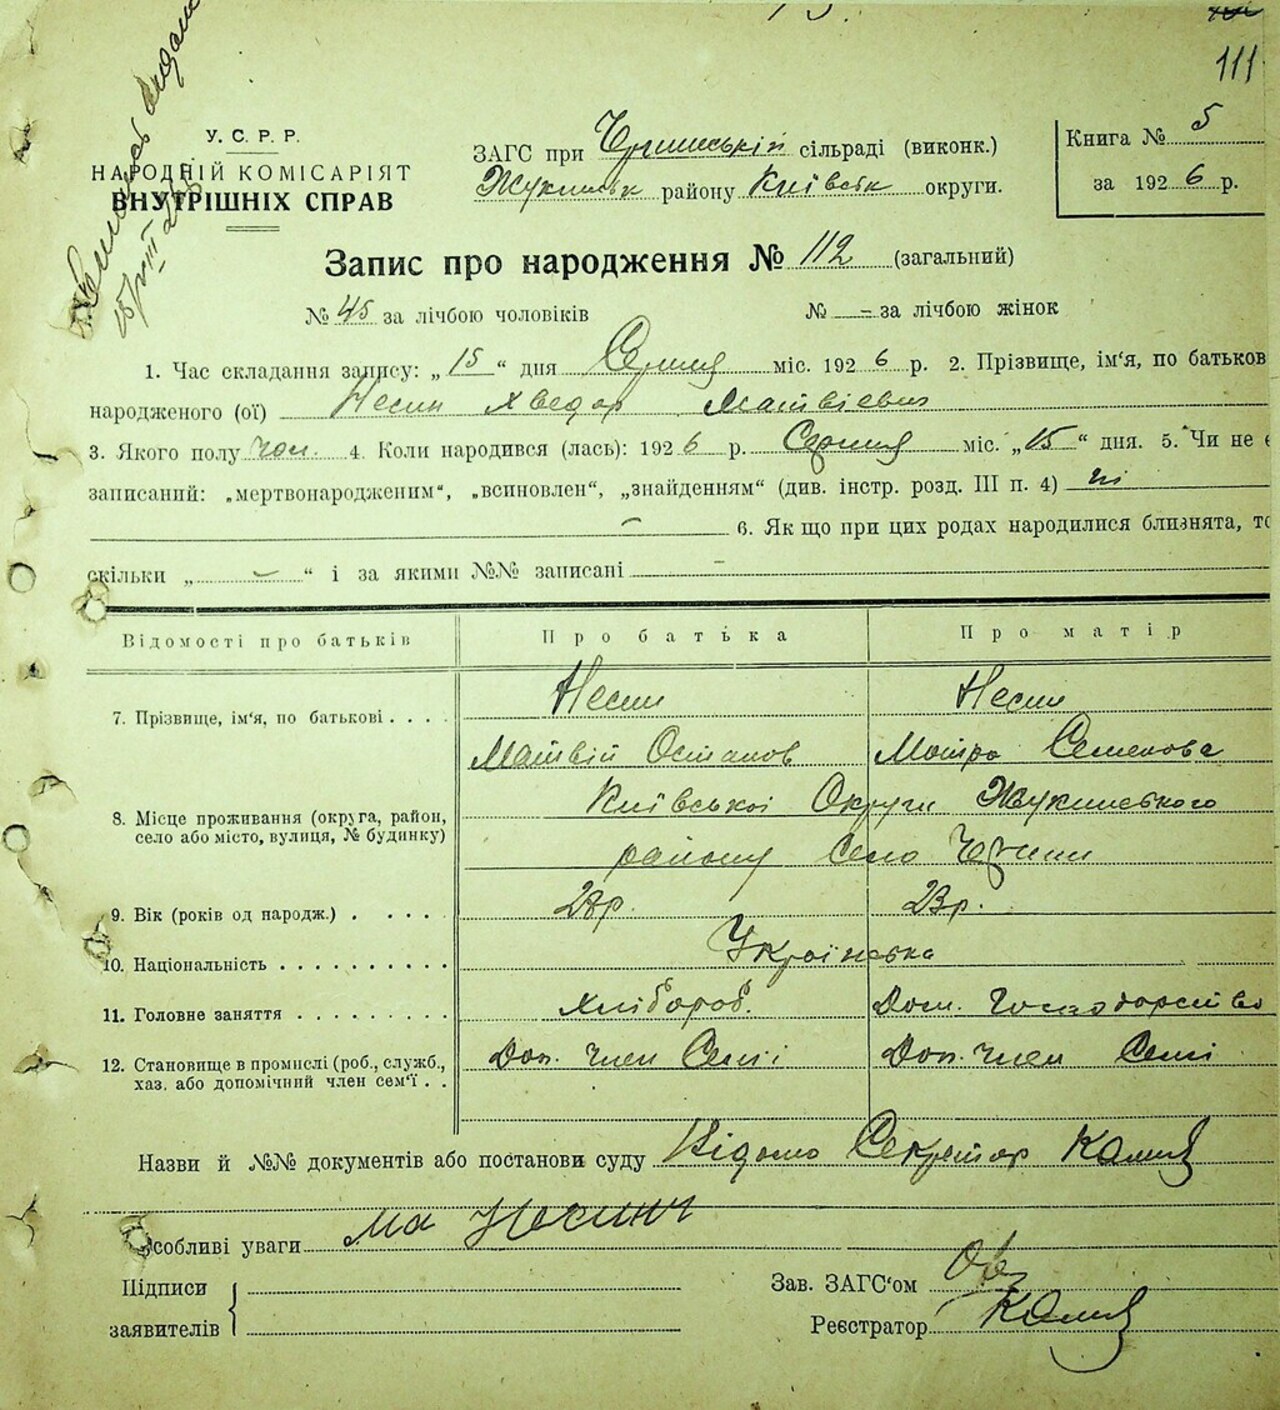 111
У. С. Р. Р.
НАРОДНІЙ КОМІСАРІЯТ
ВНУТРІШНІХ СПРАВ
ЗАГС при сільраді (виконк.)
району Київськ округи.
Книга № 5
за 1926 р.
Запис про народження № 112 (загальний)
№ 45 за лічбою чоловіків
№ — за лічбою жінок
1. Час складання запису: „15“ дня Серпня міс. 1926 р. 2. Прізвище, ім‘я, по батьков
народженого (ої) Несин Хведор Матвієвич
3. Якого полу чол. 4. Коли народився (лась): 1926 р. Серпня міс. „15“ дня. 5. Чи не є
записаний: „мертвонародженим“, „всиновлен“, „знайденням“ (див. інстр. розд. III п. 4) ні
— 6. Як що при цих родах народилися близнята, то
скільки „ — “ і за якими №№ записані —
Відомості про батьків Про батька Про матір
7. Прізвище, ім‘я, по батькові . . . . Несин Несин
Матвій Остапов Мотря Семенова
8. Місце проживання (округа, район,
село або місто, вулиця, № будинку)
Київської Округи Жукинського
району Село Чернин
9. Вік (років од народж.) . . . . . 23р.
10. Національність . . . . . . . . . . Українська
11. Головне заняття . . . . . . . . . Хлібороб. Дом. Господарство
12. Становище в промислі (роб., служб.,
хаз. або допомічний член сем‘ї . . Доп. член Семї Доп. член Семї
Назви й №№ документів або постанови суду Відомо Секретар
Особливі уваги
Підписи
заявителів
Зав. ЗАГС‘ом
Реєстратор